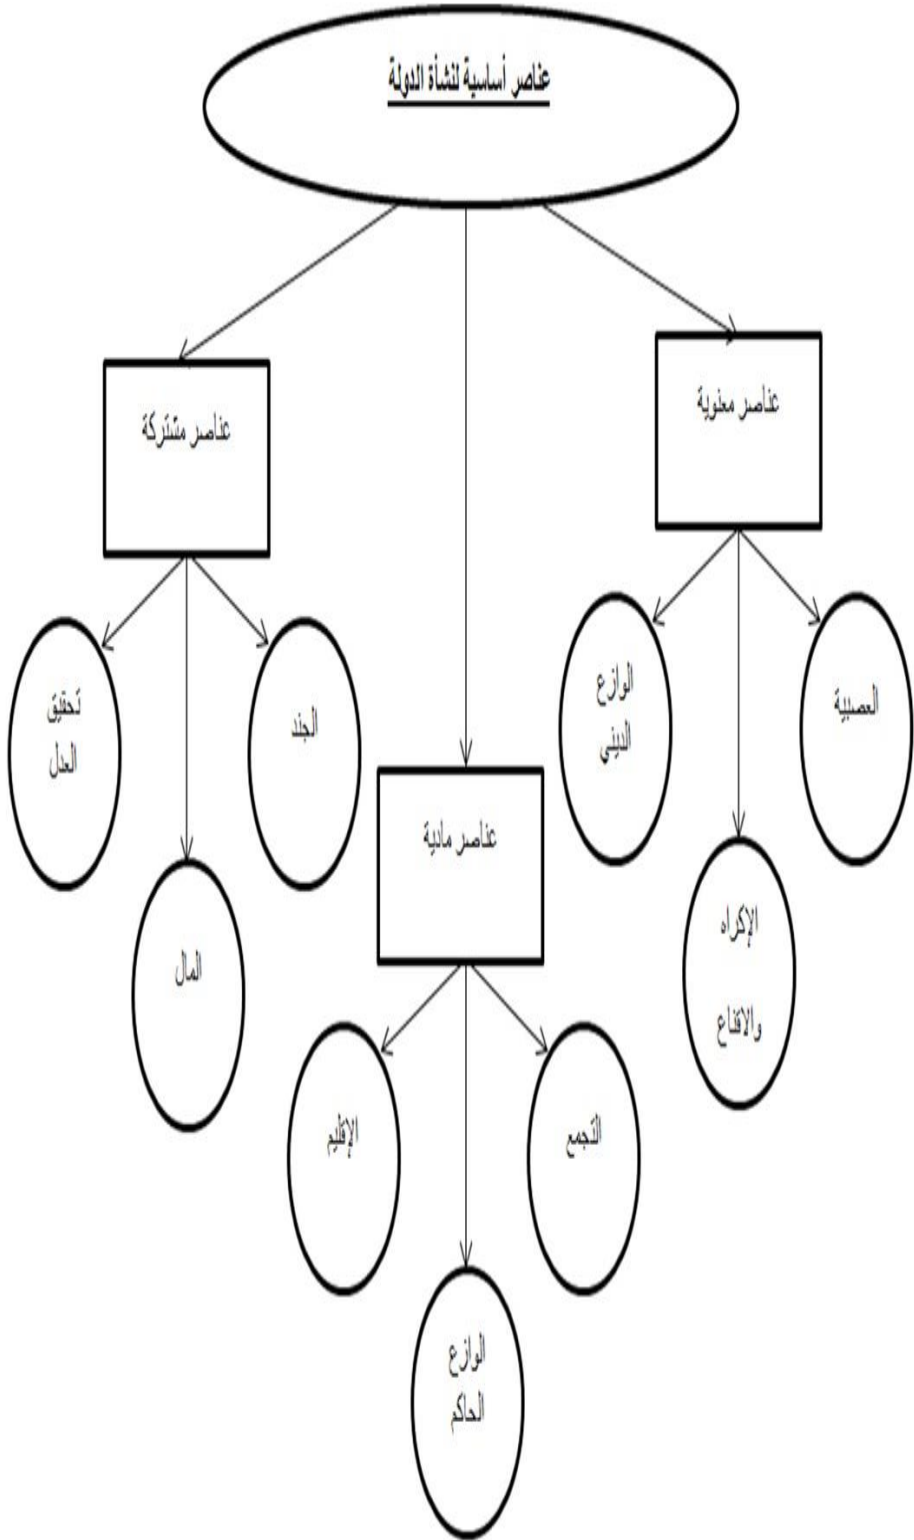 عناصر أساسية لنشأة الدولة
عناصر معنوية
عناصر مشتركة
العصبية
الوازع
الديني
الإكراه
والاقناع
الجند
تحقيق
العدل
المال
عناصر مادية
التجمع
الإقليم
الوازع
الحاكم